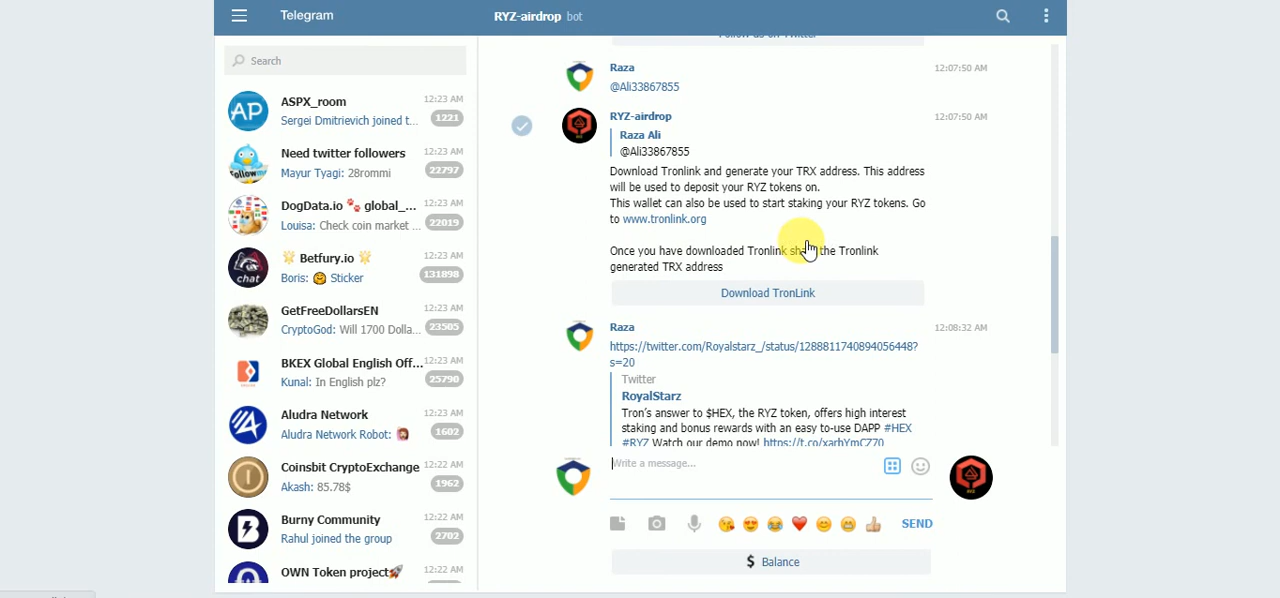 Telegram
RYZ-airdrop bot
Search
ASPX_room 12:23 AM
Sergei Dmitrievich joined t... 1221
Need twitter followers 12:23 AM
Mayur Tyagi: 28rommi 22797
DogData.io 🐾 global_... 12:23 AM
Louisa: Check coin market ... 22019
🌟 Betfury.io 🌟 12:23 AM
Boris: 🤗 Sticker 131898
GetFreeDollarsEN 12:23 AM
CryptoGod: Will 1700 Dolla... 23505
BKEX Global English Off... 12:23 AM
Kunal: In English plz? 25790
Aludra Network 12:23 AM
Aludra Network Robot: 1602
Coinsbit CryptoExchange 12:22 AM
Akash: 85.78$ 1962
Burny Community 12:22 AM
Rahul joined the group 2702
OWN Token project🚀 12:22 AM
AP
Follow
chat
Follow us on Twitter
Raza 12:07:50 AM
@Ali33867855
RYZ-airdrop 12:07:50 AM
Raza Ali
@Ali33867855
Download Tronlink and generate your TRX address. This address
will be used to deposit your RYZ tokens on.
This wallet can also be used to start staking your RYZ tokens. Go
to www.tronlink.org
Once you have downloaded Tronlink the Tronlink
generated TRX address
Download TronLink
Raza 12:08:32 AM
https://twitter.com/Royalstarz_/status/1288811740894056448?
s=20
Twitter
RoyalStarz
Tron's answer to $HEX, the RYZ token, offers high interest
staking and bonus rewards with an easy to-use DAPP #HEX
#RYZ Watch our demo now! https://t.co/xarhYmCZ70
Write a message...
😘 😍 😂 ❤️ 😊 😁 👍 SEND
$ Balance